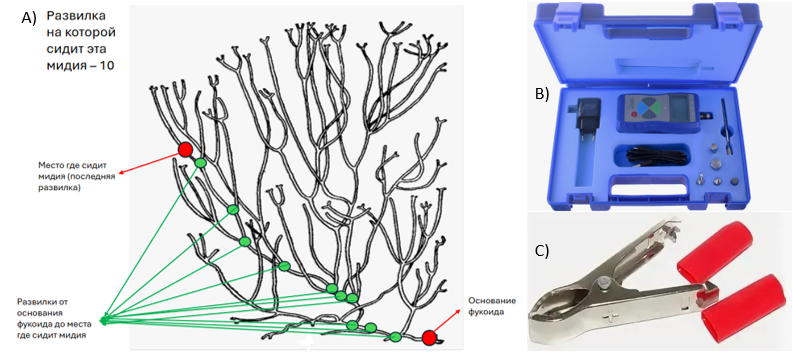 A)
Развилка
на которой
сидит эта
мидия – 10
Место где сидит
мидия (последняя
развилка)
Развилки от
основания
фукоида до места
где сидит мидия
Основание
фукоида
B)
C)